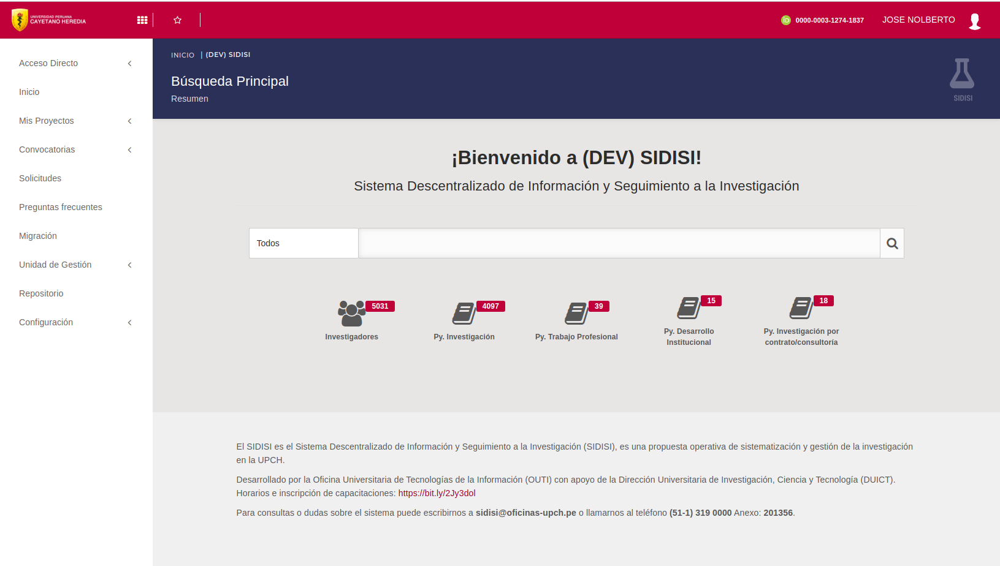 UNIVERSIDAD PERUANA
CAYETANO HEREDIA
0000-0003-1274-1837
JOSE NOLBERTO
Acceso Directo
Inicio
Mis Proyectos
Convocatorias
Solicitudes
Preguntas frecuentes
Migración
Unidad de Gestión
Repositorio
Configuración
INICIO | (DEV) SIDISI
Búsqueda Principal
Resumen
SIDISI
¡Bienvenido a (DEV) SIDISI!
Sistema Descentralizado de Información y Seguimiento a la Investigación
Todos
5031
Investigadores
4097
Py. Investigación
39
Py. Trabajo Profesional
15
Py. Desarrollo
Institucional
18
Py. Investigación por
contrato/consultoría
El SIDISI es el Sistema Descentralizado de Información y Seguimiento a la Investigación (SIDISI), es una propuesta operativa de sistematización y gestión de la investigación
en la UPCH.
Desarrollado por la Oficina Universitaria de Tecnologías de la Información (OUTI) con apoyo de la Dirección Universitaria de Investigación, Ciencia y Tecnología (DUICT).
Horarios e inscripción de capacitaciones: https://bit.ly/2Jy3dol
Para consultas o dudas sobre el sistema puede escribirnos a sidisi@oficinas-upch.pe o llamarnos al teléfono (51-1) 319 0000 Anexo: 201356.